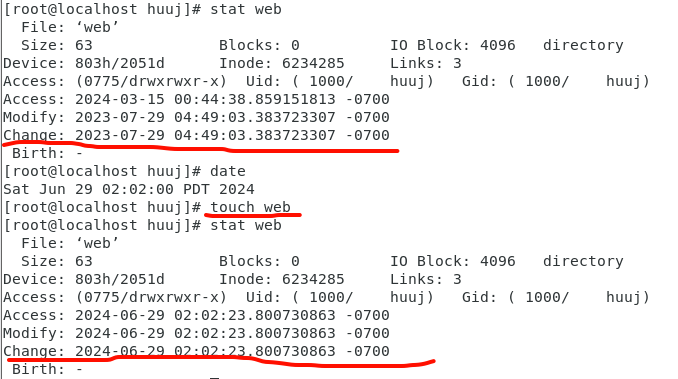 [root@localhost huuj]# stat web
  File: ‘web’
  Size: 63              Blocks: 0          IO Block: 4096   directory
Device: 803h/2051d      Inode: 6234285     Links: 3
Access: (0775/drwxrwxr-x)  Uid: ( 1000/    huuj)   Gid: ( 1000/    huuj)
Access: 2024-03-15 00:44:38.859151813 -0700
Modify: 2023-07-29 04:49:03.383723307 -0700
Change: 2023-07-29 04:49:03.383723307 -0700
 Birth: -
[root@localhost huuj]# date
Sat Jun 29 02:02:00 PDT 2024
[root@localhost huuj]# touch web
[root@localhost huuj]# stat web
  File: ‘web’
  Size: 63              Blocks: 0          IO Block: 4096   directory
Device: 803h/2051d      Inode: 6234285     Links: 3
Access: (0775/drwxrwxr-x)  Uid: ( 1000/    huuj)   Gid: ( 1000/    huuj)
Access: 2024-06-29 02:02:23.800730863 -0700
Modify: 2024-06-29 02:02:23.800730863 -0700
Change: 2024-06-29 02:02:23.800730863 -0700
 Birth: -